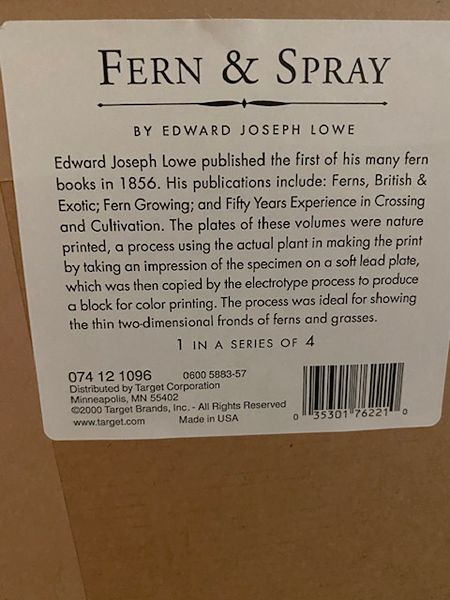 FERN & SPRAY
BY EDWARD JOSEPH LOWE
Edward Joseph Lowe published the first of his many fern
books in 1856. His publications include: Ferns, British &
Exotic; Fern Growing; and Fifty Years Experience in Crossing
and Cultivation. The plates of these volumes were nature
printed, a process using the actual plant in making the print
by taking an impression of the specimen on a soft lead plate,
which was then copied by the electrotype process to produce
a block for color printing. The process was ideal for showing
the thin two-dimensional fronds of ferns and grasses.
1 IN A SERIES OF 4
074 12 1096 0600 5883-57
Distributed by Target Corporation
Minneapolis, MN 55402
©2000 Target Brands, Inc. - All Rights Reserved
www.target.com Made in USA
0 35301 76221 0